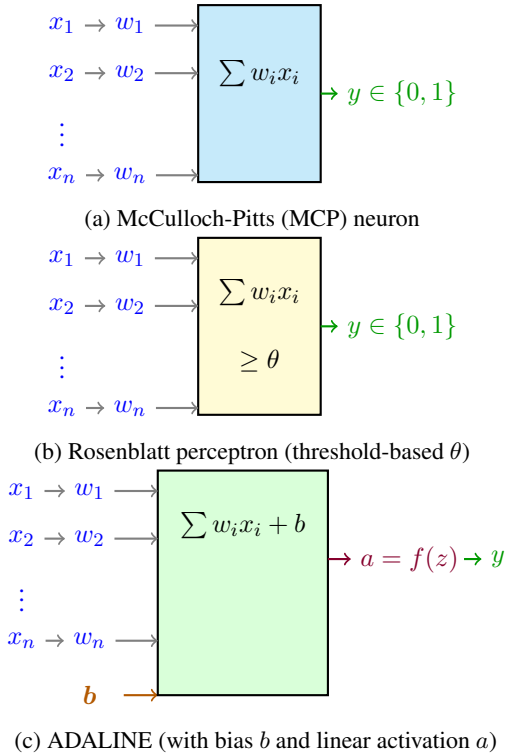 x₁ → w₁
x₂ → w₂
∑ wᵢxᵢ
→ y ∈ {0, 1}
⋮
xₙ → wₙ
(a) McCulloch-Pitts (MCP) neuron
x₁ → w₁
x₂ → w₂
∑ wᵢxᵢ
→ y ∈ {0, 1}
⋮
≥ θ
xₙ → wₙ
(b) Rosenblatt perceptron (threshold-based θ)
x₁ → w₁
x₂ → w₂
∑ wᵢxᵢ + b
→ a = f(z) → y
⋮
xₙ → wₙ
b
(c) ADALINE (with bias b and linear activation a)